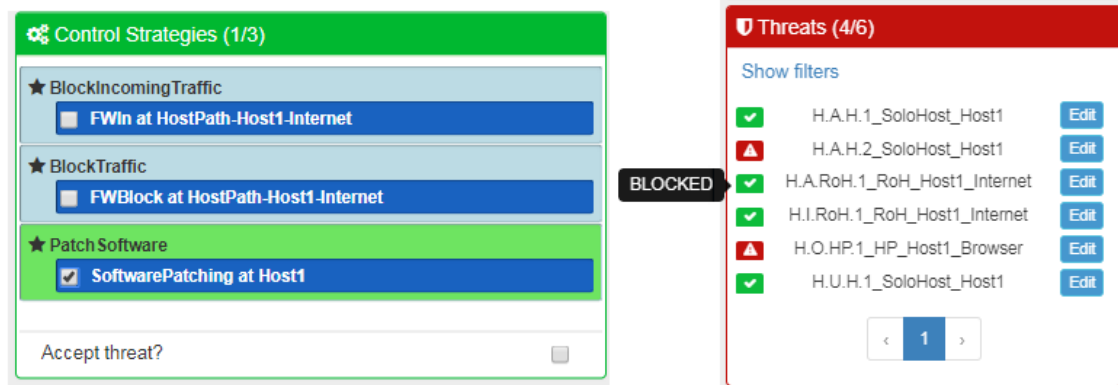 Control Strategies (1/3)
BlockIncomingTraffic
FWIn at HostPath-Host1-Internet
BlockTraffic
FWBlock at HostPath-Host1-Internet
PatchSoftware
SoftwarePatching at Host1
Accept threat?
Threats (4/6)
Show filters
H.A.H.1_SoloHost_Host1 Edit
H.A.H.2_SoloHost_Host1 Edit
BLOCKED H.A.RoH.1_RoH_Host1_Internet Edit
H.I.RoH.1_RoH_Host1_Internet Edit
H.O.HP.1_HP_Host1_Browser Edit
H.U.H.1_SoloHost_Host1 Edit
‹ 1 ›